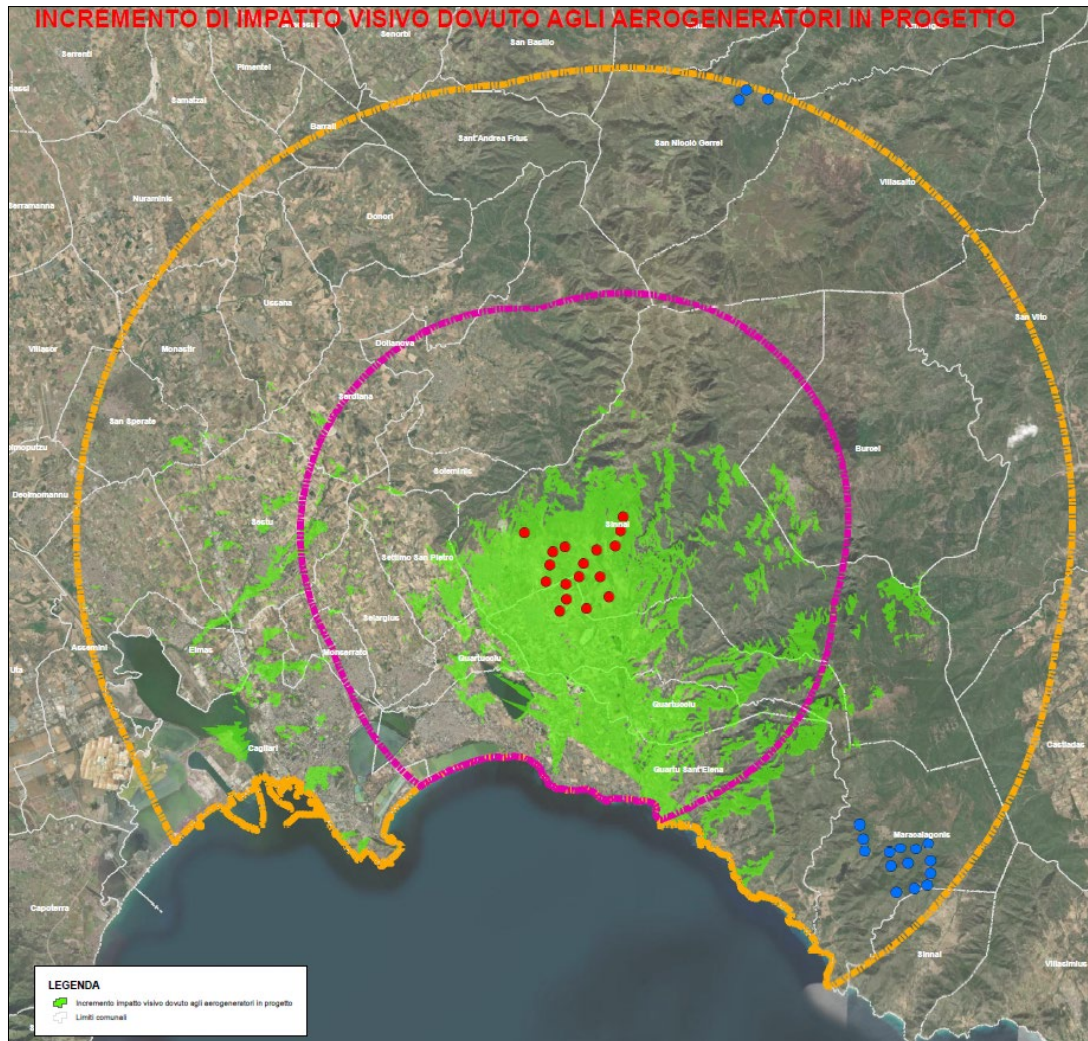 INCREMENTO DI IMPATTO VISIVO DOVUTO AGLI AEROGENERATORI IN PROGETTO
Senorbi
San Basilio
Serrenti
Pimentel
Samatzai
Barrali
Sant'Andrea Frius
San Nicolò Gerrei
Villasalto
Nuraminis
Serramanna
Donori
Ussana
San Vito
Villasor
Monastir
Dolianova
Serdiana
San Sperate
Burcei
Soleminis
Decimomannu
Sestu
Sinnai
Settimo San Pietro
Selargius
Assemini
Elmas
Monserrato
Uta
Quartucciu
Quartucciu
Cagliari
Castiadas
Quartu Sant'Elena
Maracalagonis
Capoterra
Sinnai
Villasimius
LEGENDA
Incremento impatto visivo dovuto agli aerogeneratori in progetto
Limiti comunali